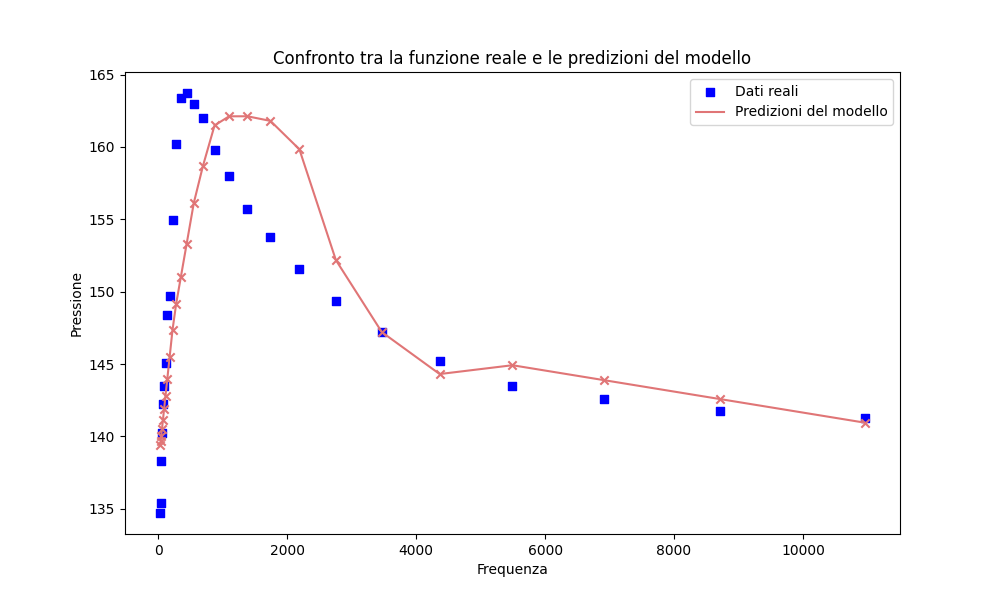 Confronto tra la funzione reale e le predizioni del modello
Dati reali
Predizioni del modello
165
160
155
150
145
140
135
Pressione
0 2000 4000 6000 8000 10000
Frequenza